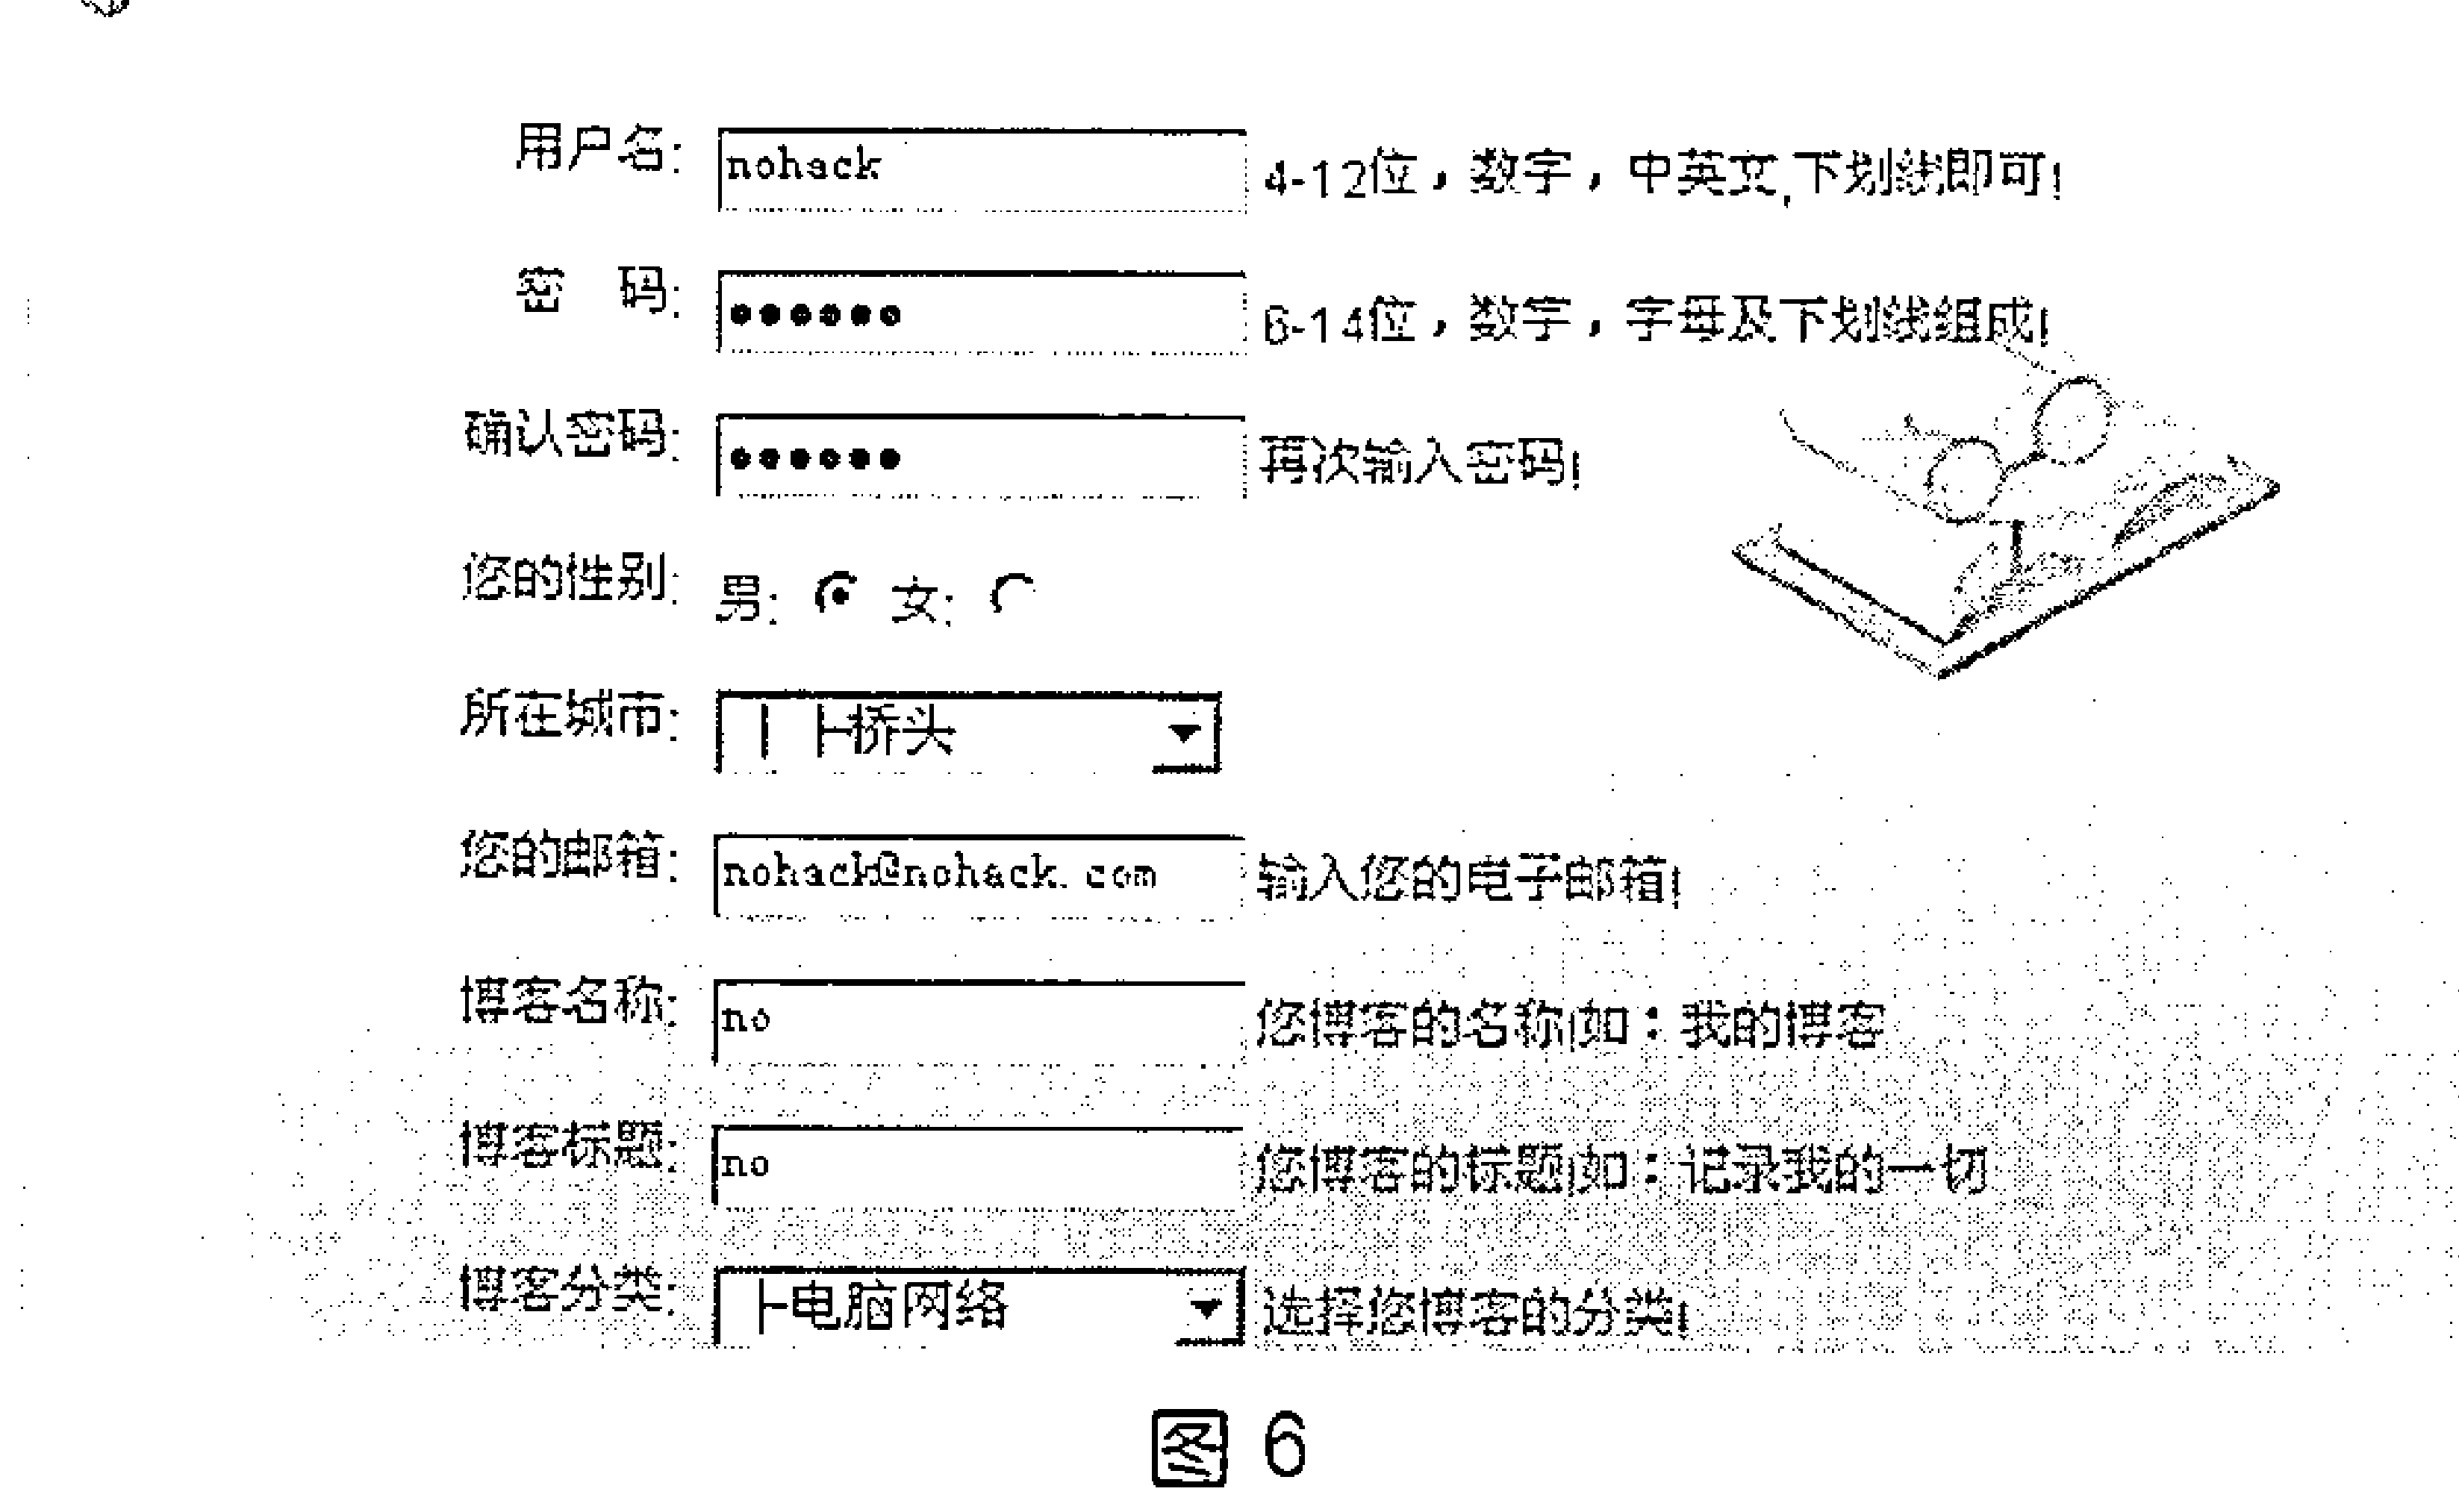 用户名: nohack 4-12位，数字，中英文,下划线即可!
密 码: ●●●●●● 6-14位，数字，字母及下划线组成!
确认密码: ●●●●●● 再次输入密码!
您的性别: 男: 女:
所在城市: │ ├桥头
您的邮箱: nohack@nohack.com 输入您的电子邮箱!
博客名称: no 您博客的名称|如：我的博客
博客标题: no 您博客的标题|如：记录我的一切
博客分类: ├电脑网络 选择您博客的分类!
图 6